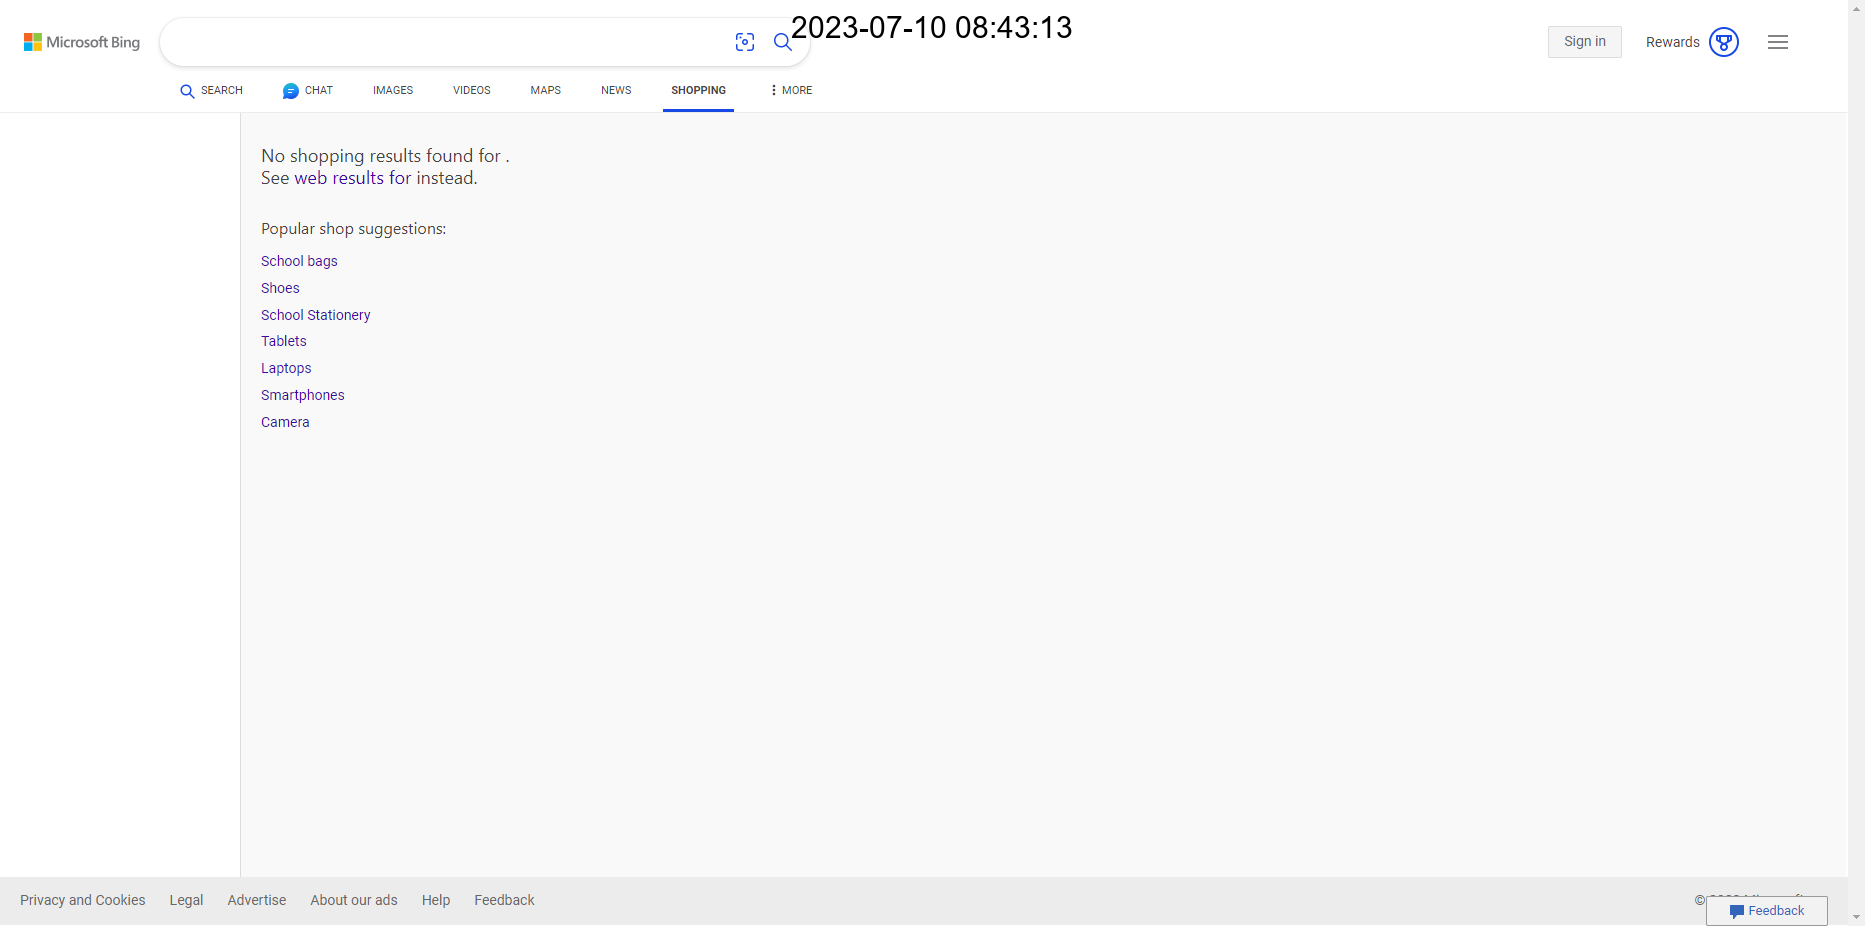 Microsoft Bing
2023-07-10 08:43:13
Sign in
Rewards
SEARCH
CHAT
IMAGES
VIDEOS
MAPS
NEWS
SHOPPING
MORE
No shopping results found for .
See web results for instead.
Popular shop suggestions:
School bags
Shoes
School Stationery
Tablets
Laptops
Smartphones
Camera
Privacy and Cookies
Legal
Advertise
About our ads
Help
Feedback
©
Feedback